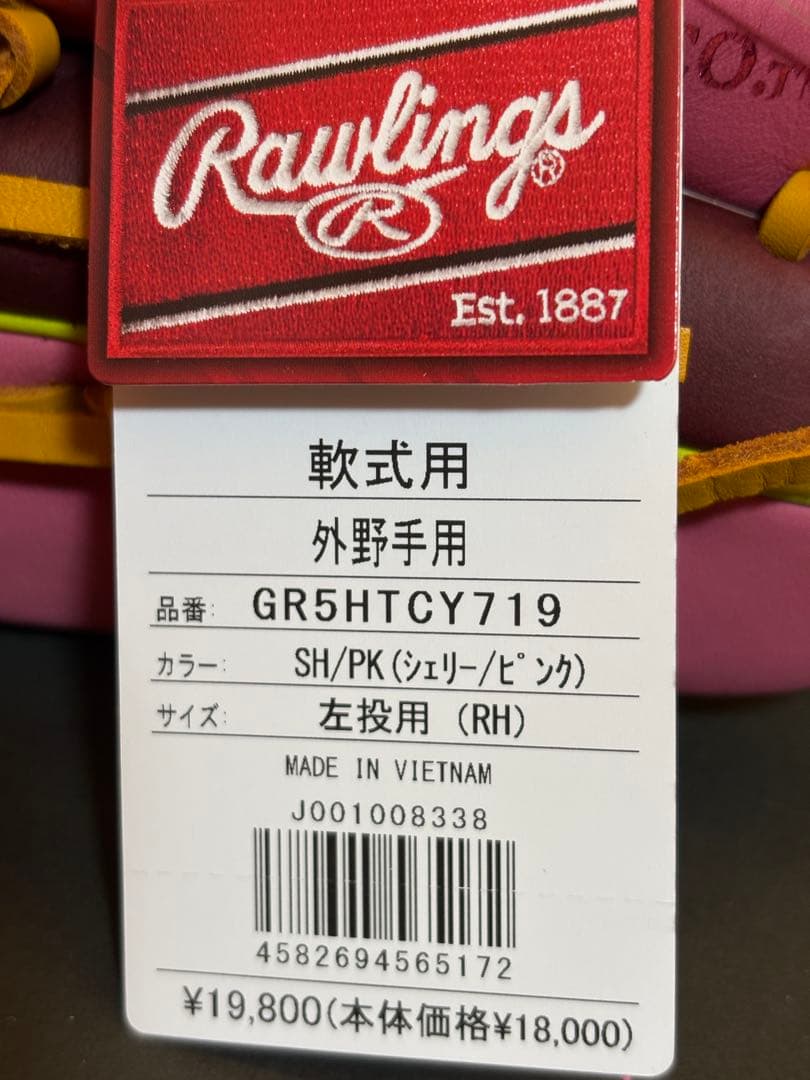 CO.
Rawlings®
R
Est. 1887
軟式用
外野手用
品番: GR5HTCY719
カラー: SH/PK(シェリー/ピンク)
サイズ: 左投用 (RH)
MADE IN VIETNAM
J001008338
4582694565172
¥19,800(本体価格¥18,000)